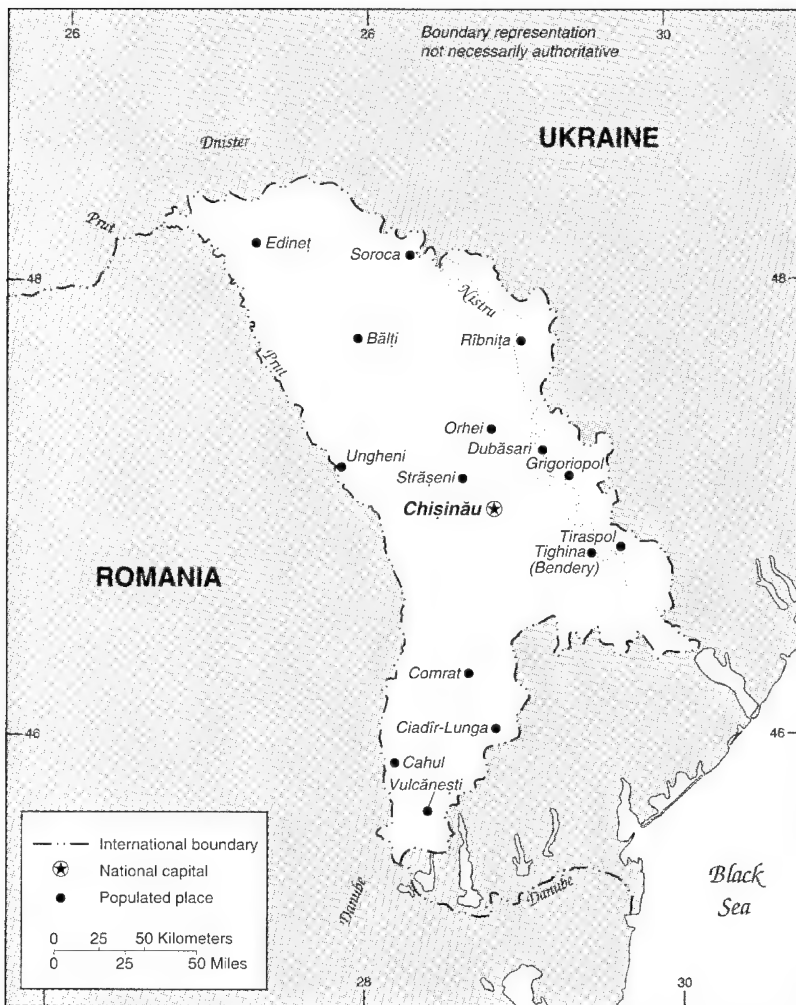 26
26
30
Boundary representation
not necessarily authoritative
Dnister
UKRAINE
Prut
Edineț
Soroca
48
48
Nistru
Bălți
Rîbnița
Prut
Orhei
Dubăsari
Ungheni
Grigoriopol
Strășeni
Chișinău
Tiraspol
Tighina
(Bendery)
ROMANIA
Comrat
Ciadîr-Lunga
46
46
Cahul
Vulcănești
International boundary
National capital
Populated place
0 25 50 Kilometers
0 25 50 Miles
Danube
Danube
Black
Sea
28
30